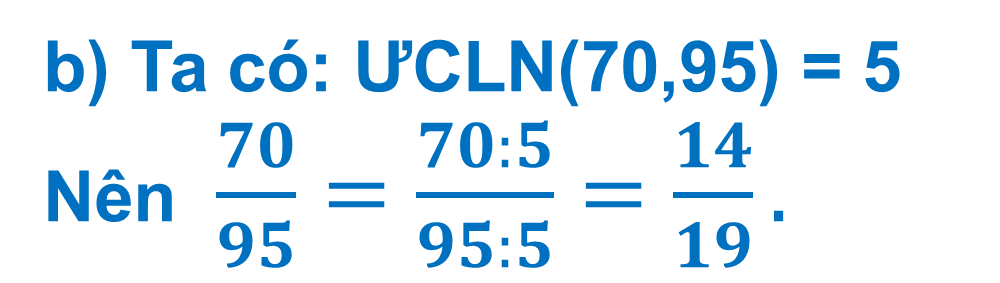 b) Ta có: ƯCLN(70,95) = 5
Nên 70/95 = 70:5/95:5 = 14/19 .